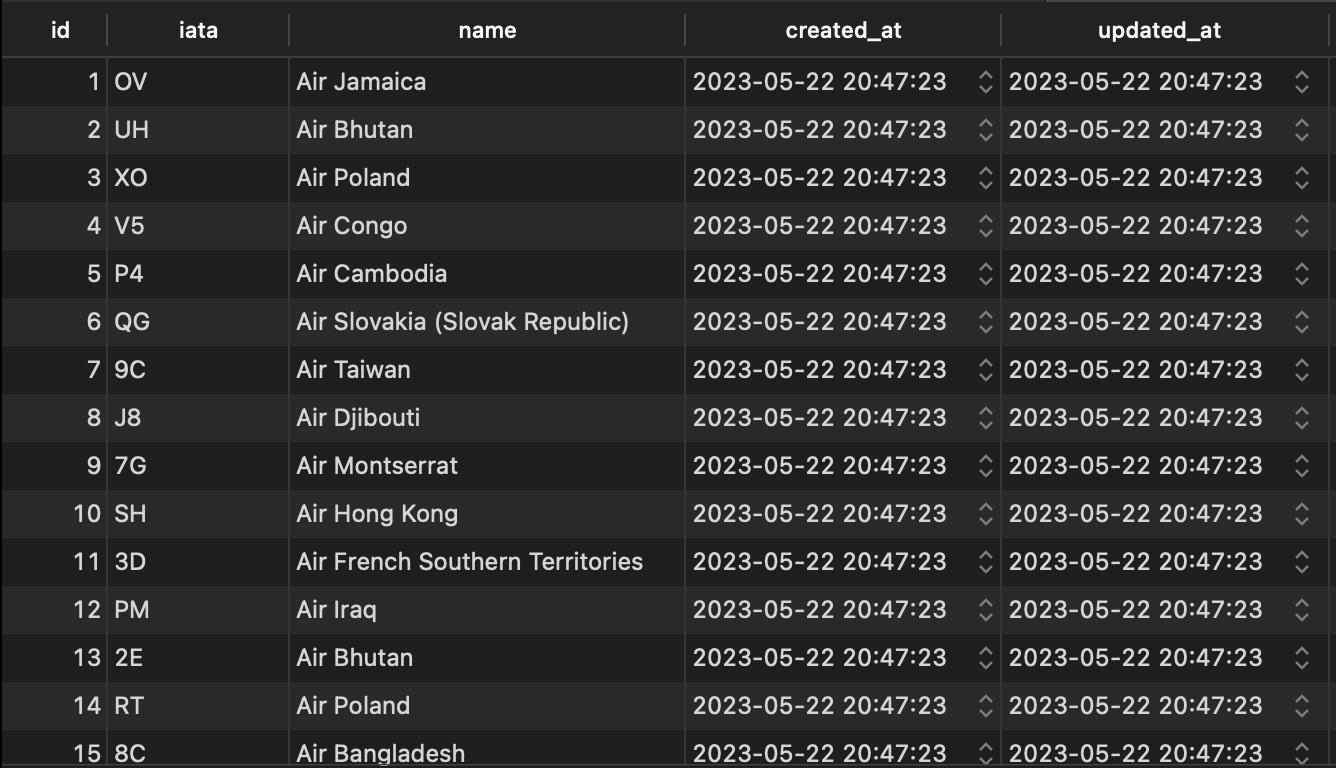 id iata name created_at updated_at
1 OV Air Jamaica 2023-05-22 20:47:23 2023-05-22 20:47:23
2 UH Air Bhutan 2023-05-22 20:47:23 2023-05-22 20:47:23
3 XO Air Poland 2023-05-22 20:47:23 2023-05-22 20:47:23
4 V5 Air Congo 2023-05-22 20:47:23 2023-05-22 20:47:23
5 P4 Air Cambodia 2023-05-22 20:47:23 2023-05-22 20:47:23
6 QG Air Slovakia (Slovak Republic) 2023-05-22 20:47:23 2023-05-22 20:47:23
7 9C Air Taiwan 2023-05-22 20:47:23 2023-05-22 20:47:23
8 J8 Air Djibouti 2023-05-22 20:47:23 2023-05-22 20:47:23
9 7G Air Montserrat 2023-05-22 20:47:23 2023-05-22 20:47:23
10 SH Air Hong Kong 2023-05-22 20:47:23 2023-05-22 20:47:23
11 3D Air French Southern Territories 2023-05-22 20:47:23 2023-05-22 20:47:23
12 PM Air Iraq 2023-05-22 20:47:23 2023-05-22 20:47:23
13 2E Air Bhutan 2023-05-22 20:47:23 2023-05-22 20:47:23
14 RT Air Poland 2023-05-22 20:47:23 2023-05-22 20:47:23
15 8C Air Bangladesh 2023-05-22 20:47:23 2023-05-22 20:47:23